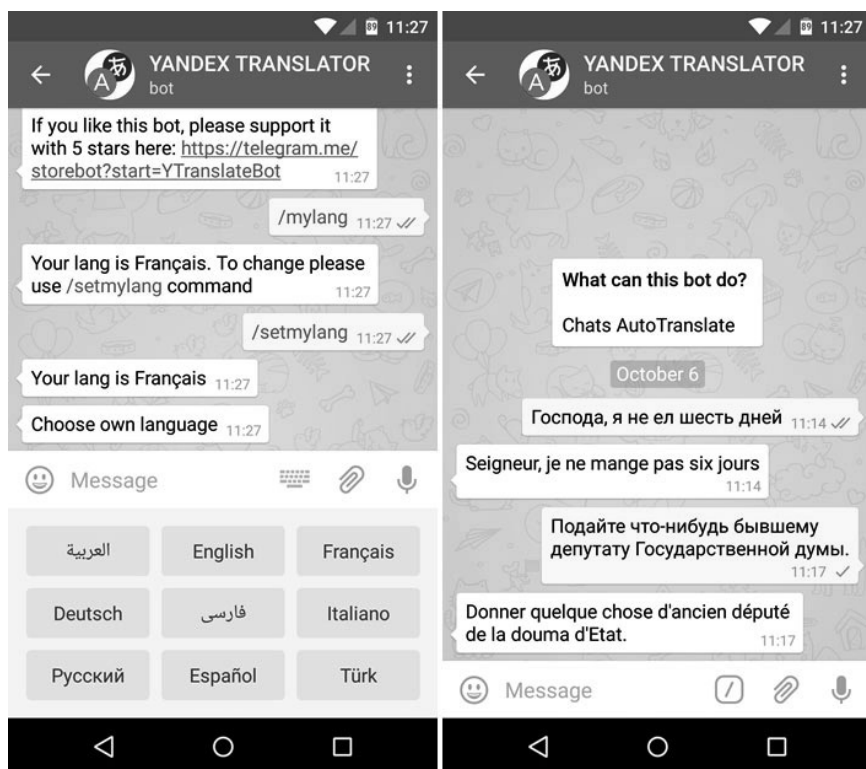 89 11:27
YANDEX TRANSLATOR
bot
If you like this bot, please support it
with 5 stars here: https://telegram.me/
storebot?start=YTranslateBot 11:27
/mylang 11:27
Your lang is Français. To change please
use /setmylang command 11:27
/setmylang 11:27
Your lang is Français 11:27
Choose own language 11:27
Message
العربية English Français
Deutsch فارسی Italiano
Русский Español Türk
89 11:27
YANDEX TRANSLATOR
bot
What can this bot do?
Chats AutoTranslate
October 6
Господа, я не ел шесть дней 11:14
Seigneur, je ne mange pas six jours
11:14
Подайте что-нибудь бывшему
депутату Государственной думы.
11:17
Donner quelque chose d'ancien député
de la douma d'Etat. 11:17
Message /
A あ
A あ